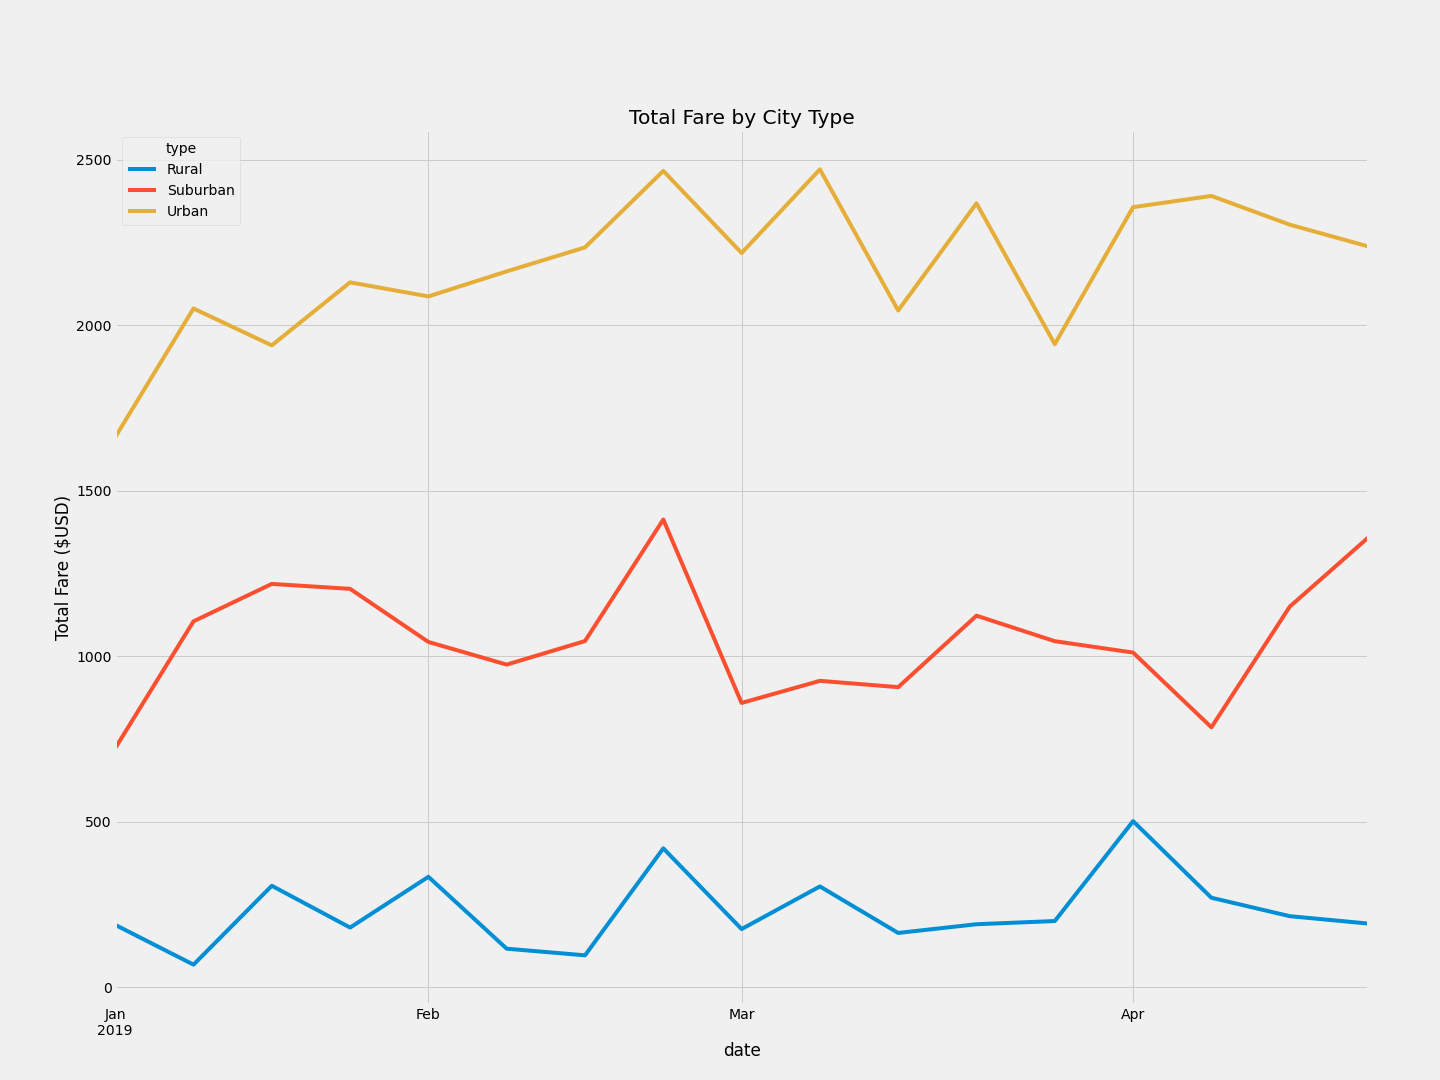 Total Fare by City Type
type
Rural
Suburban
Urban
2500
2000
1500
1000
500
0
Total Fare ($USD)
Jan
2019
Feb
Mar
Apr
date